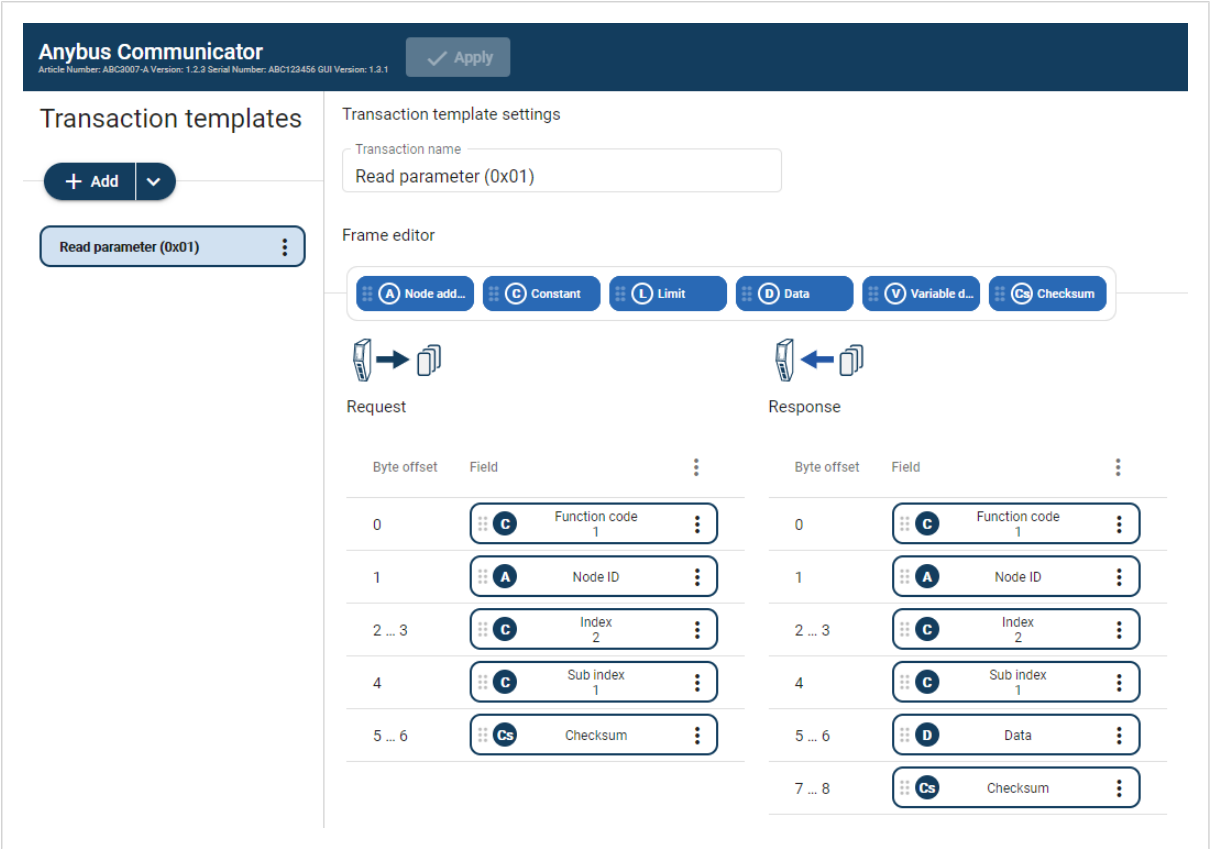 Anybus Communicator
Article Number: ABC3007-A Version: 1.2.3 Serial Number: ABC123456 GUI Version: 1.3.1
Apply
Transaction templates
Add
Read parameter (0x01)
Transaction template settings
Transaction name
Read parameter (0x01)
Frame editor
A Node add... C Constant L Limit D Data V Variable d... Cs Checksum
Request
Byte offset Field
0 C Function code
1
1 A Node ID
2 ... 3 C Index
2
4 C Sub index
1
5 ... 6 Cs Checksum
Response
Byte offset Field
0 C Function code
1
1 A Node ID
2 ... 3 C Index
2
4 C Sub index
1
5 ... 6 D Data
7 ... 8 Cs Checksum